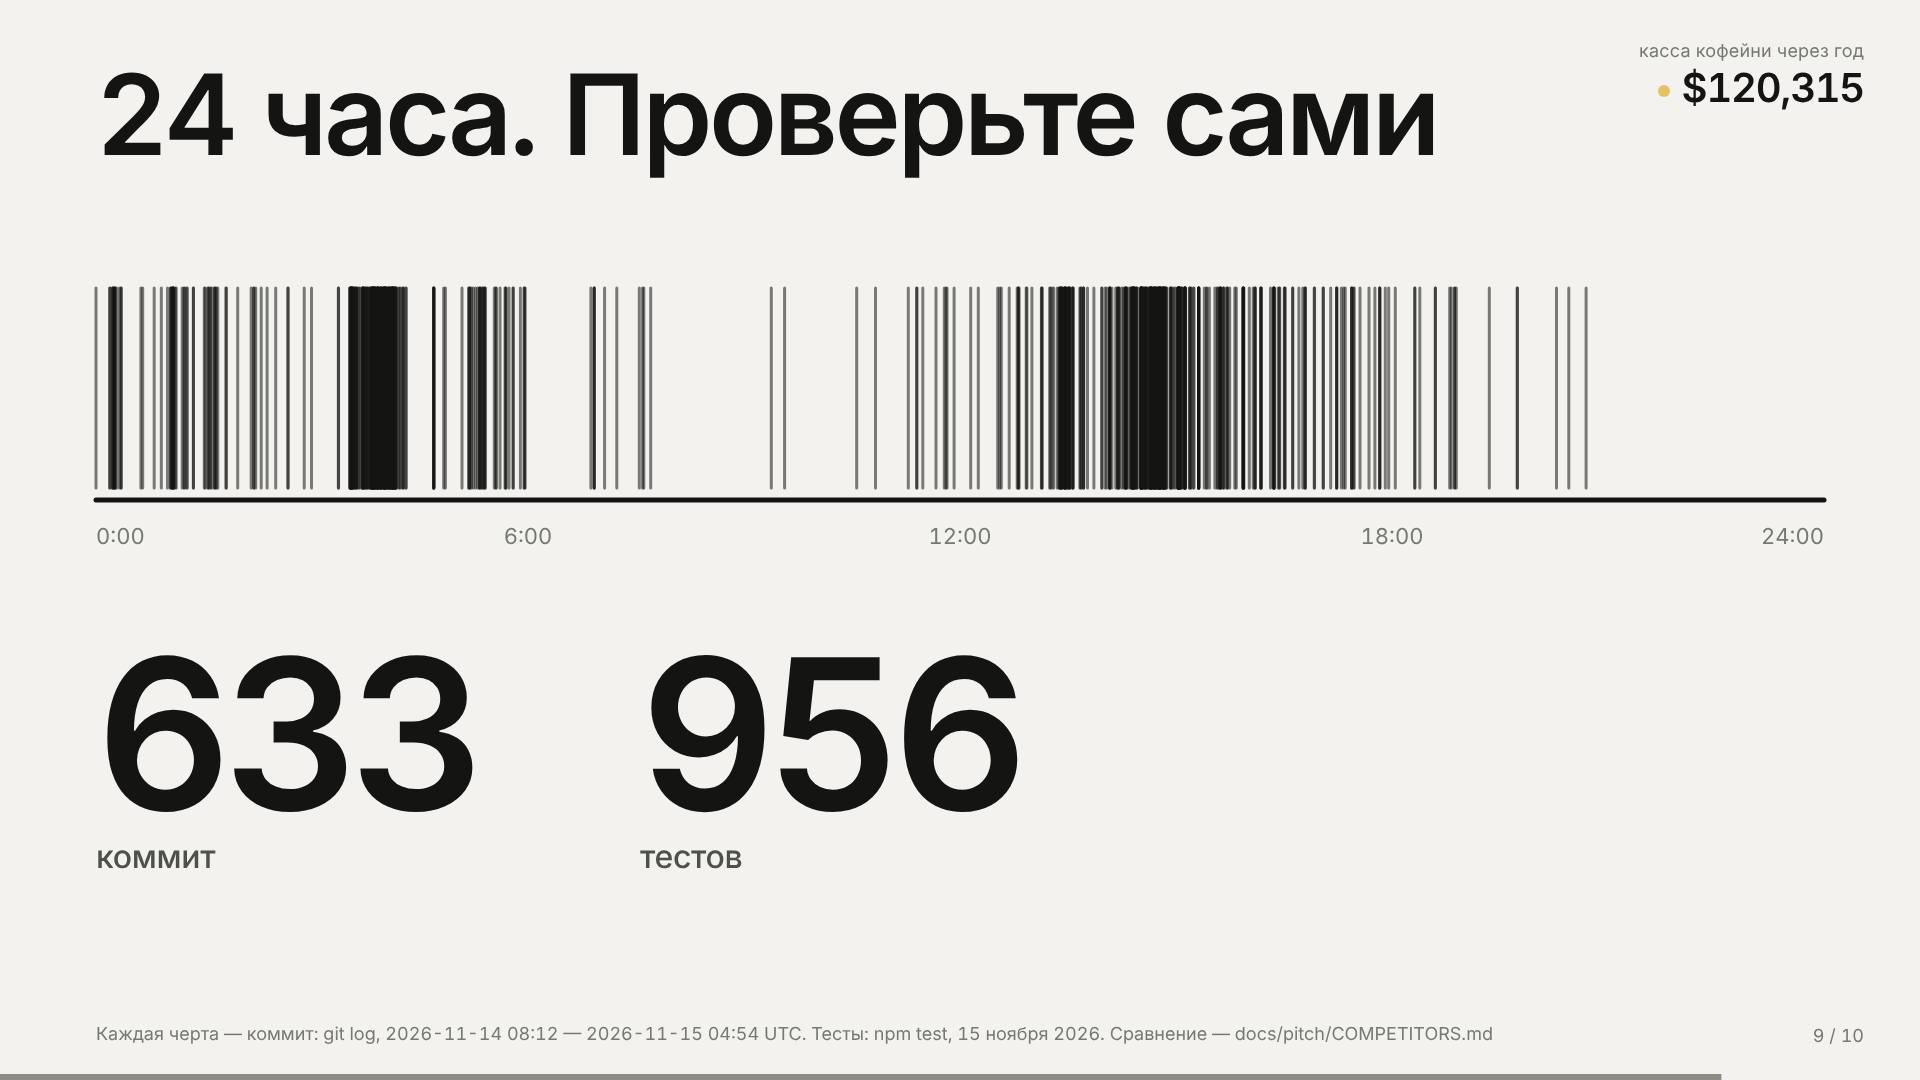 касса кофейни через год
$120,315
24 часа. Проверьте сами
0:00 6:00 12:00 18:00 24:00
633 956
коммит тестов
Каждая черта — коммит: git log, 2026-11-14 08:12 — 2026-11-15 04:54 UTC. Тесты: npm test, 15 ноября 2026. Сравнение — docs/pitch/COMPETITORS.md
9 / 10